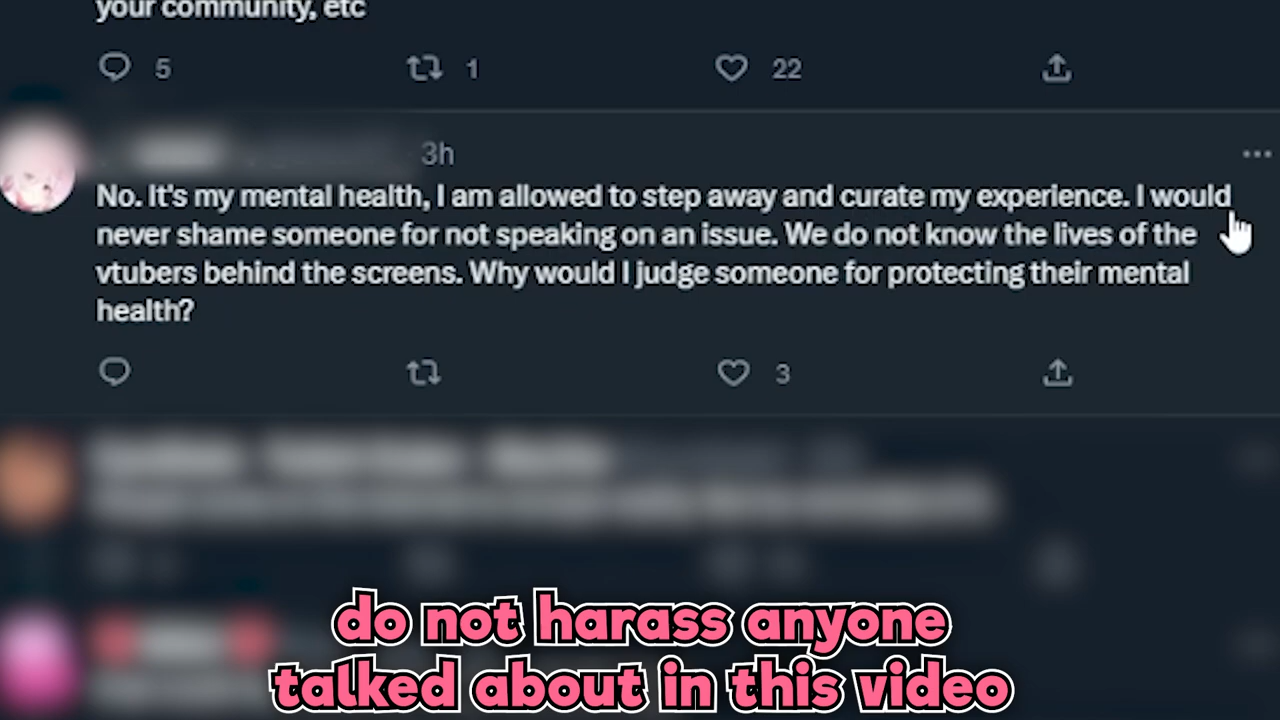 your community, etc
5 1 22
3h
No. It's my mental health, I am allowed to step away and curate my experience. I would
never shame someone for not speaking on an issue. We do not know the lives of the
vtubers behind the screens. Why would I judge someone for protecting their mental
health?
3
do not harass anyone
talked about in this video